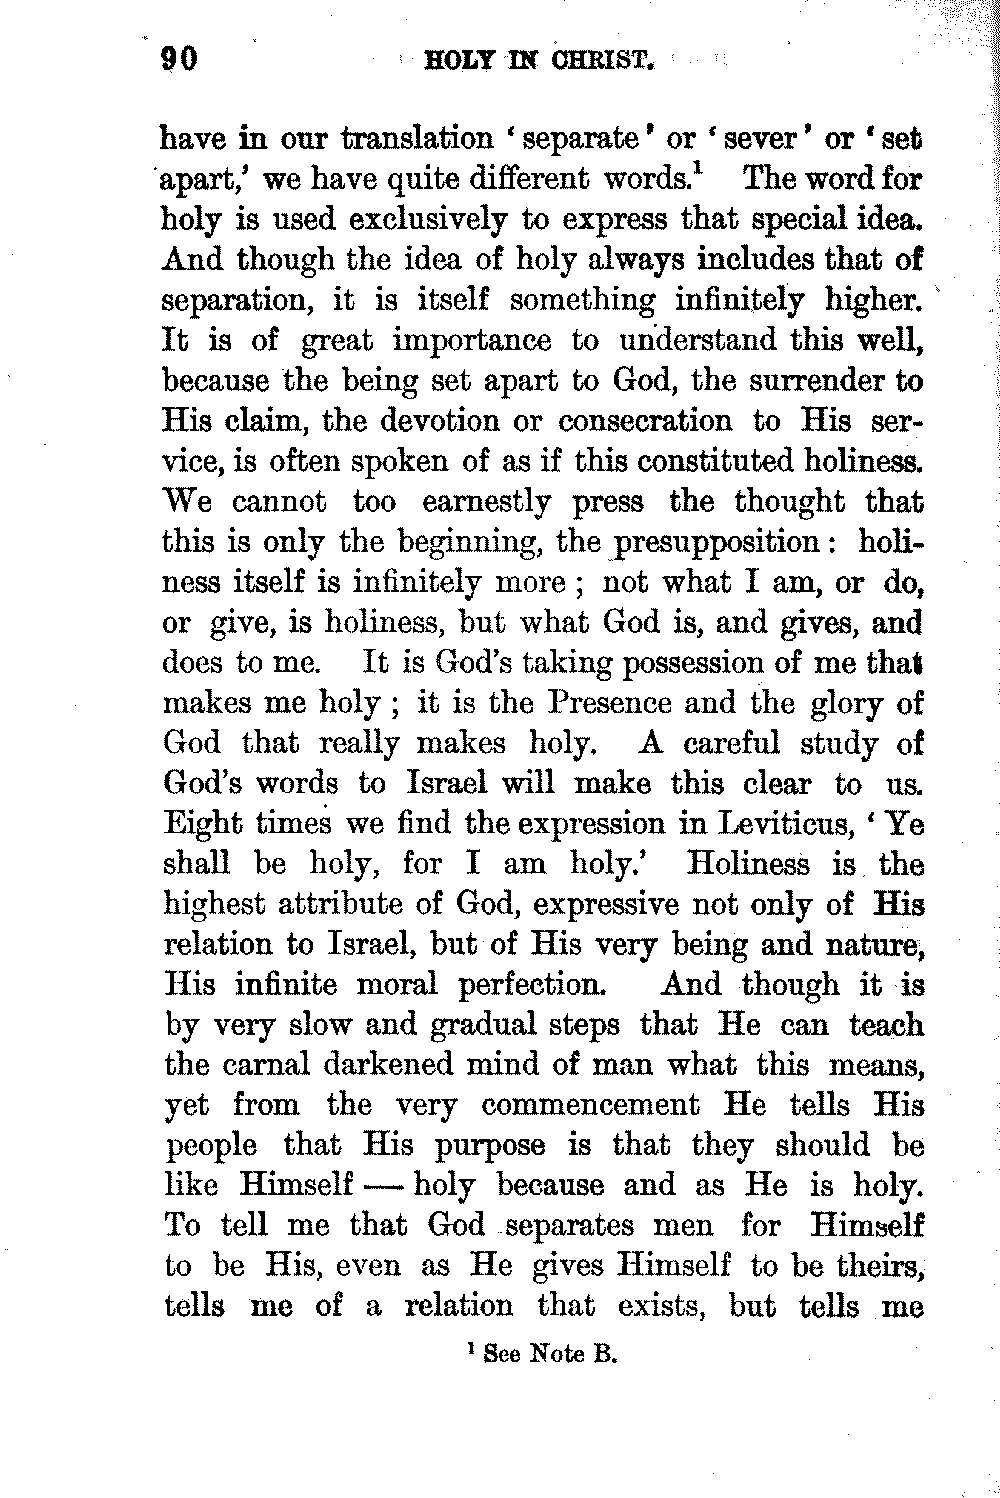 90 HOLY IN CHRIST.
have in our translation ‘separate’ or ‘sever’ or ‘set
apart,’ we have quite different words.¹ The word for
holy is used exclusively to express that special idea.
And though the idea of holy always includes that of
separation, it is itself something infinitely higher.
It is of great importance to understand this well,
because the being set apart to God, the surrender to
His claim, the devotion or consecration to His ser-
vice, is often spoken of as if this constituted holiness.
We cannot too earnestly press the thought that
this is only the beginning, the presupposition: holi-
ness itself is infinitely more; not what I am, or do,
or give, is holiness, but what God is, and gives, and
does to me. It is God's taking possession of me that
makes me holy; it is the Presence and the glory of
God that really makes holy. A careful study of
God's words to Israel will make this clear to us.
Eight times we find the expression in Leviticus, ‘Ye
shall be holy, for I am holy.’ Holiness is the
highest attribute of God, expressive not only of His
relation to Israel, but of His very being and nature,
His infinite moral perfection. And though it is
by very slow and gradual steps that He can teach
the carnal darkened mind of man what this means,
yet from the very commencement He tells His
people that His purpose is that they should be
like Himself — holy because and as He is holy.
To tell me that God separates men for Himself
to be His, even as He gives Himself to be theirs,
tells me of a relation that exists, but tells me
¹ See Note B.